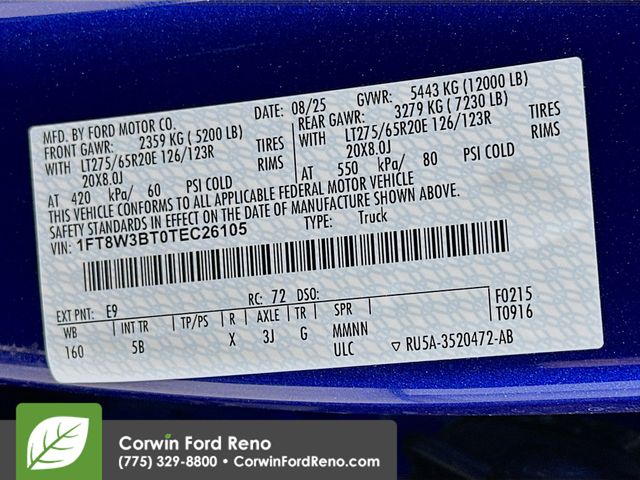 MFD. BY FORD MOTOR CO.
DATE: 08/25 GVWR: 5443 KG (12000 LB)
FRONT GAWR: 2359 KG (5200 LB)
REAR GAWR: 3279 KG (7230 LB)
WITH LT275/65R20E 126/123R TIRES
WITH LT275/65R20E 126/123R TIRES
20X8.0J RIMS
20X8.0J RIMS
AT 420 kPa/ 60 PSI COLD
AT 550 kPa/ 80 PSI COLD
THIS VEHICLE CONFORMS TO ALL APPLICABLE FEDERAL MOTOR VEHICLE
SAFETY STANDARDS IN EFFECT ON THE DATE OF MANUFACTURE SHOWN ABOVE.
VIN: 1FT8W3BT0TEC26105 TYPE: Truck
EXT PNT: E9 RC: 72 DSO: F0215
WB INT TR TP/PS R AXLE TR SPR T0916
160 5B X 3J G MMNN
ULC ▽ RU5A-3520472-AB
Corwin Ford Reno
(775) 329-8800 • CorwinFordReno.com